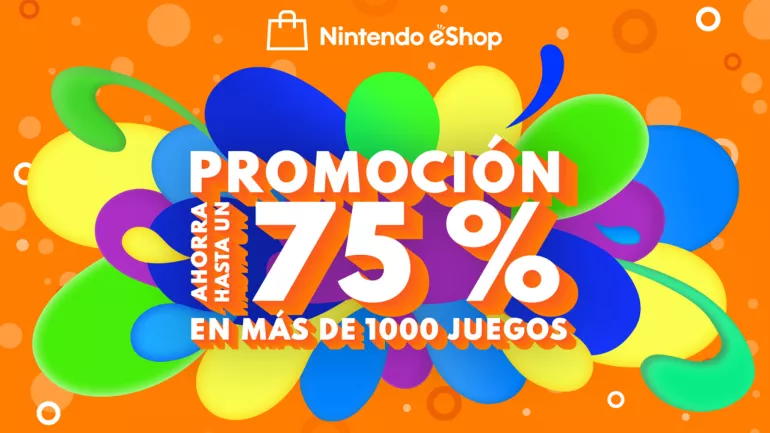 Nintendo eShop
PROMOCIÓN
AHORRA
HASTA UN
75 %
EN MÁS DE 1000 JUEGOS